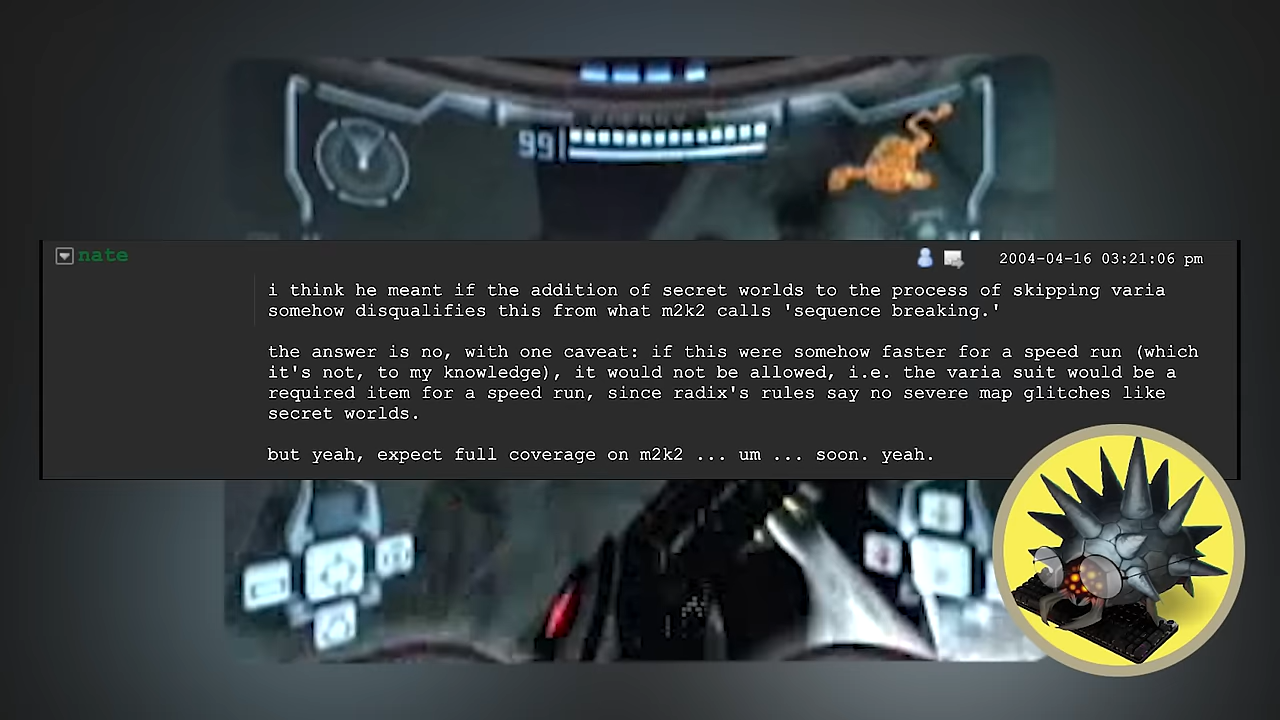 99
nate
2004-04-16 03:21:06 pm
i think he meant if the addition of secret worlds to the process of skipping varia
somehow disqualifies this from what m2k2 calls 'sequence breaking.'
the answer is no, with one caveat: if this were somehow faster for a speed run (which
it's not, to my knowledge), it would not be allowed, i.e. the varia suit would be a
required item for a speed run, since radix's rules say no severe map glitches like
secret worlds.
but yeah, expect full coverage on m2k2 ... um ... soon. yeah.